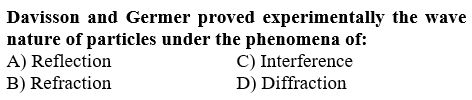 Davisson and Germer proved experimentally the wave
nature of particles under the phenomena of:
A) Reflection C) Interference
B) Refraction D) Diffraction